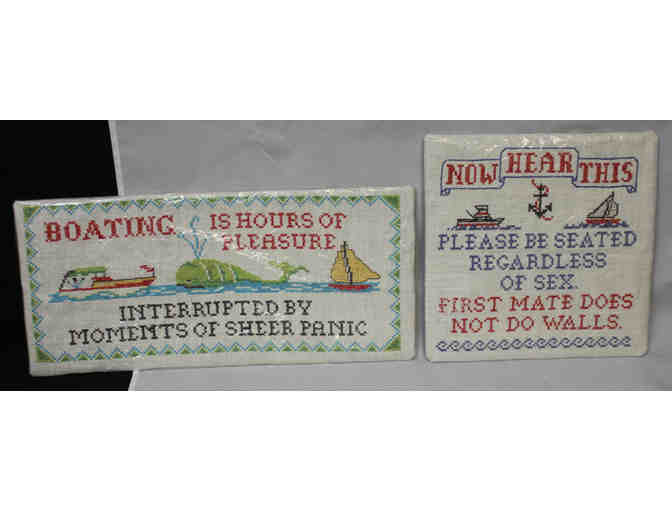 BOATING IS HOURS OF
PLEASURE
INTERRUPTED BY
MOMENTS OF SHEER PANIC
NOW HEAR THIS
PLEASE BE SEATED
REGARDLESS
OF SEX.
FIRST MATE DOES
NOT DO WALLS.